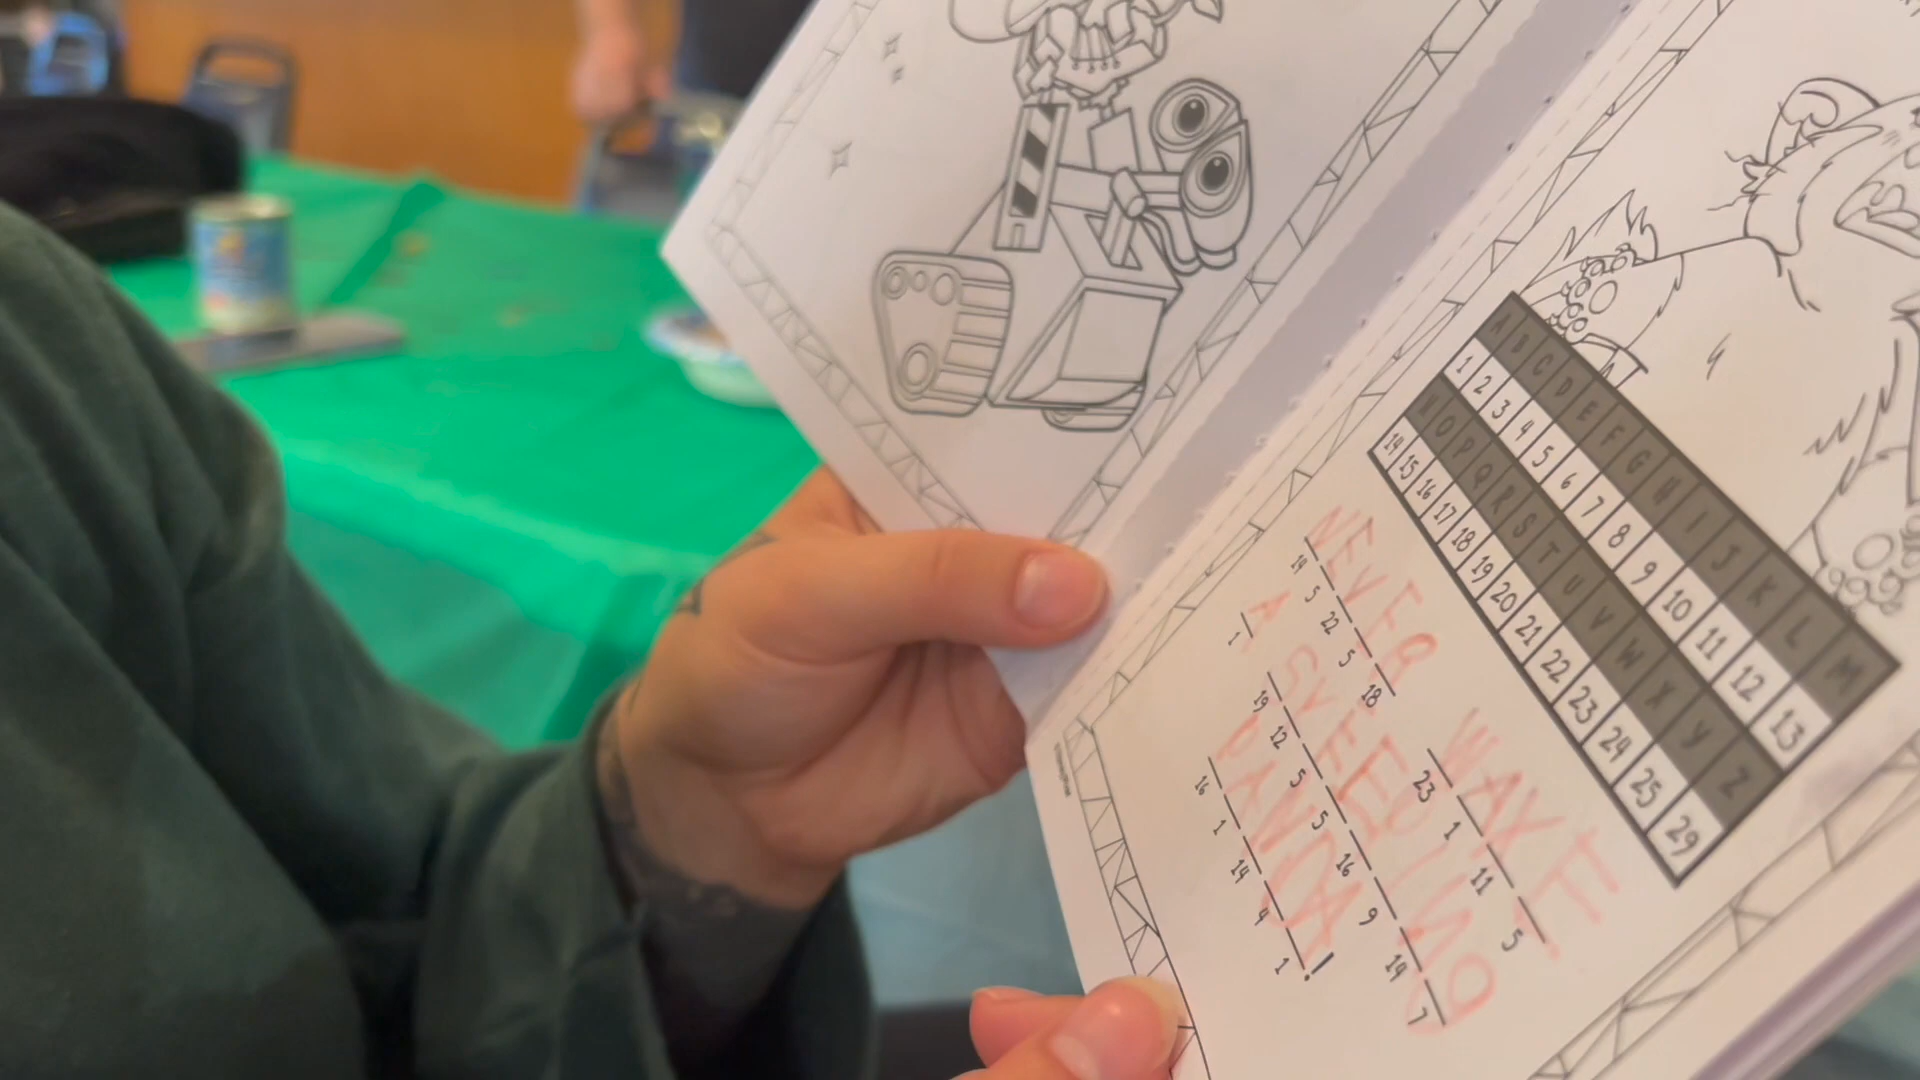 A B C D E F G H I J K L M
1 2 3 4 5 6 7 8 9 10 11 12 13
N O P Q R S T U V W X Y Z
14 15 16 17 18 19 20 21 22 23 24 25 29
NEVER WAKE
14 5 22 5 18 23 1 11 5
A SLEEPING
1 19 12 5 5 16 9 14 7
PANDA!
16 1 14 4 1